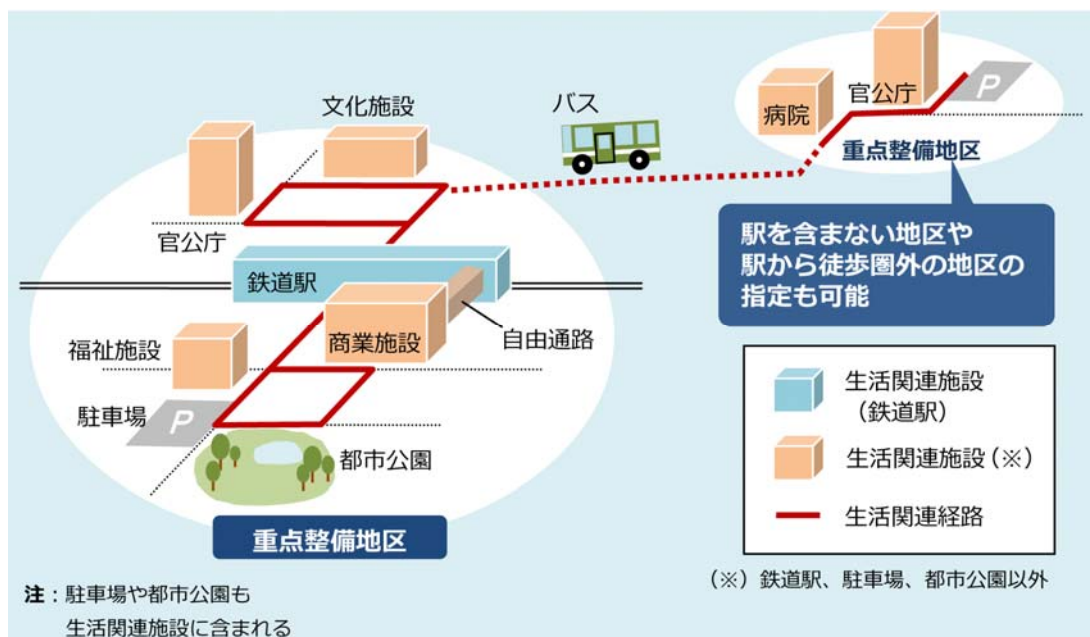 文化施設
バス
官公庁
P
病院
重点整備地区
官公庁
鉄道駅
駅を含まない地区や
駅から徒歩圏外の地区の
指定も可能
商業施設
自由通路
福祉施設
駐車場
P
都市公園
重点整備地区
生活関連施設
(鉄道駅)
生活関連施設(※)
生活関連経路
(※)鉄道駅、駐車場、都市公園以外
注:駐車場や都市公園も
生活関連施設に含まれる